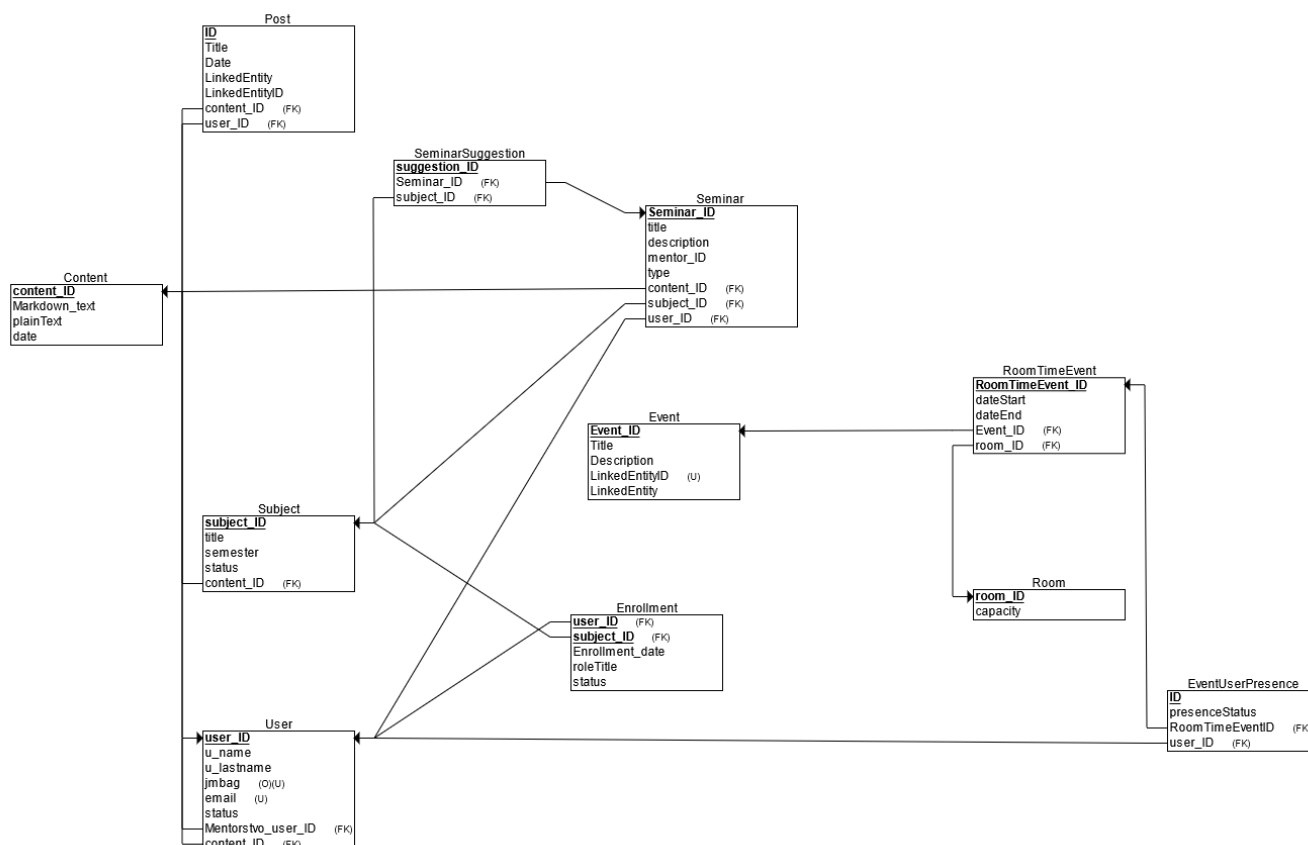 Post
ID
Title
Date
LinkedEntity
LinkedEntityID
content_ID (FK)
user_ID (FK)
SeminarSuggestion
suggestion_ID
Seminar_ID (FK)
subject_ID (FK)
Seminar
Seminar_ID
title
description
mentor_ID
type
content_ID (FK)
subject_ID (FK)
user_ID (FK)
Content
content_ID
Markdown_text
plainText
date
RoomTimeEvent
RoomTimeEvent_ID
dateStart
dateEnd
Event_ID (FK)
room_ID (FK)
Event
Event_ID
Title
Description
LinkedEntityID (U)
LinkedEntity
Subject
subject_ID
title
semester
status
content_ID (FK)
Room
room_ID
capacity
Enrollment
user_ID (FK)
subject_ID (FK)
Enrollment_date
roleTitle
status
EventUserPresence
ID
presenceStatus
RoomTimeEventID (FK
user_ID (FK)
User
user_ID
u_name
u_lastname
jmbag (O)(U)
email (U)
status
Mentorstvo_user_ID (FK)
content_ID (FK)